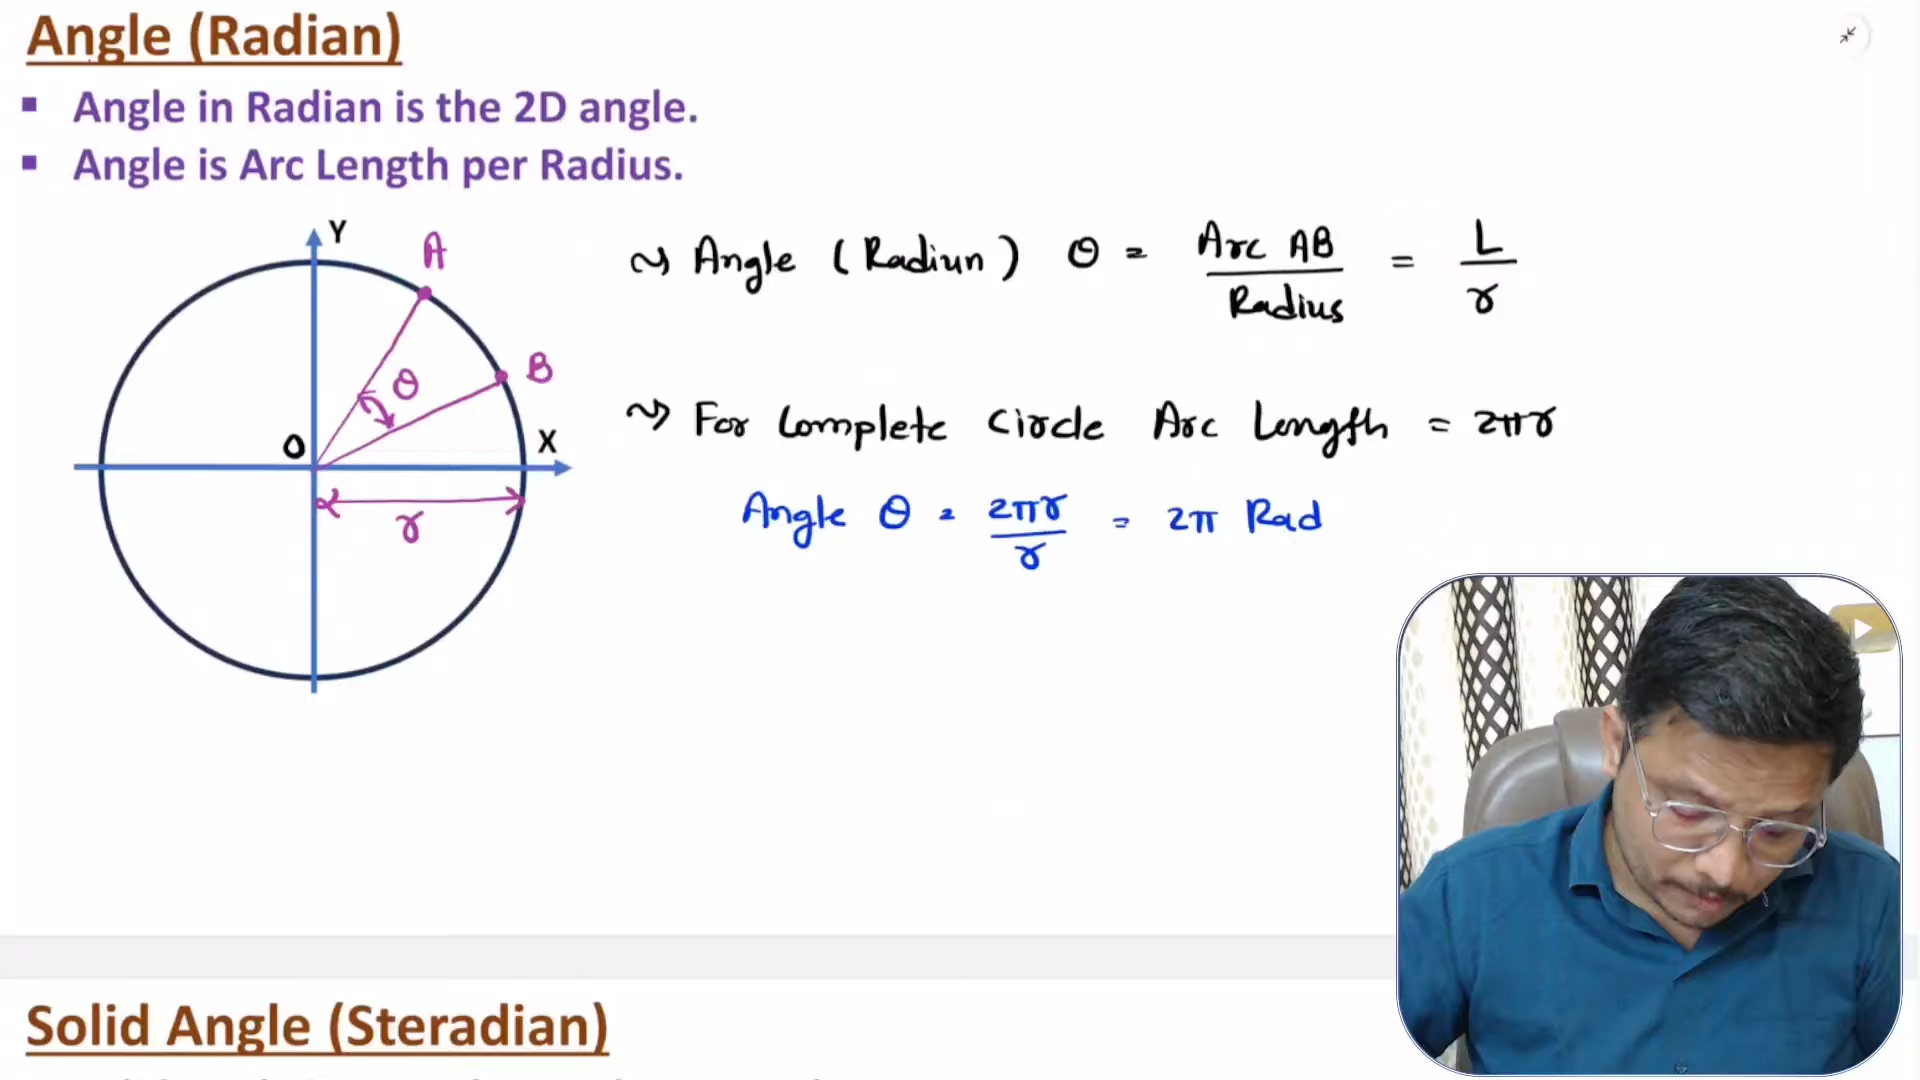 Angle (Radian)
▪ Angle in Radian is the 2D angle.
▪ Angle is Arc Length per Radius.
Y
A
θ
B
O
X
r
Angle (Radiun) θ = Arc AB / Radius = L / r
For Complete Circle Arc Length = 2πr
Angle θ = 2πr / r = 2π Rad
Solid Angle (Steradian)